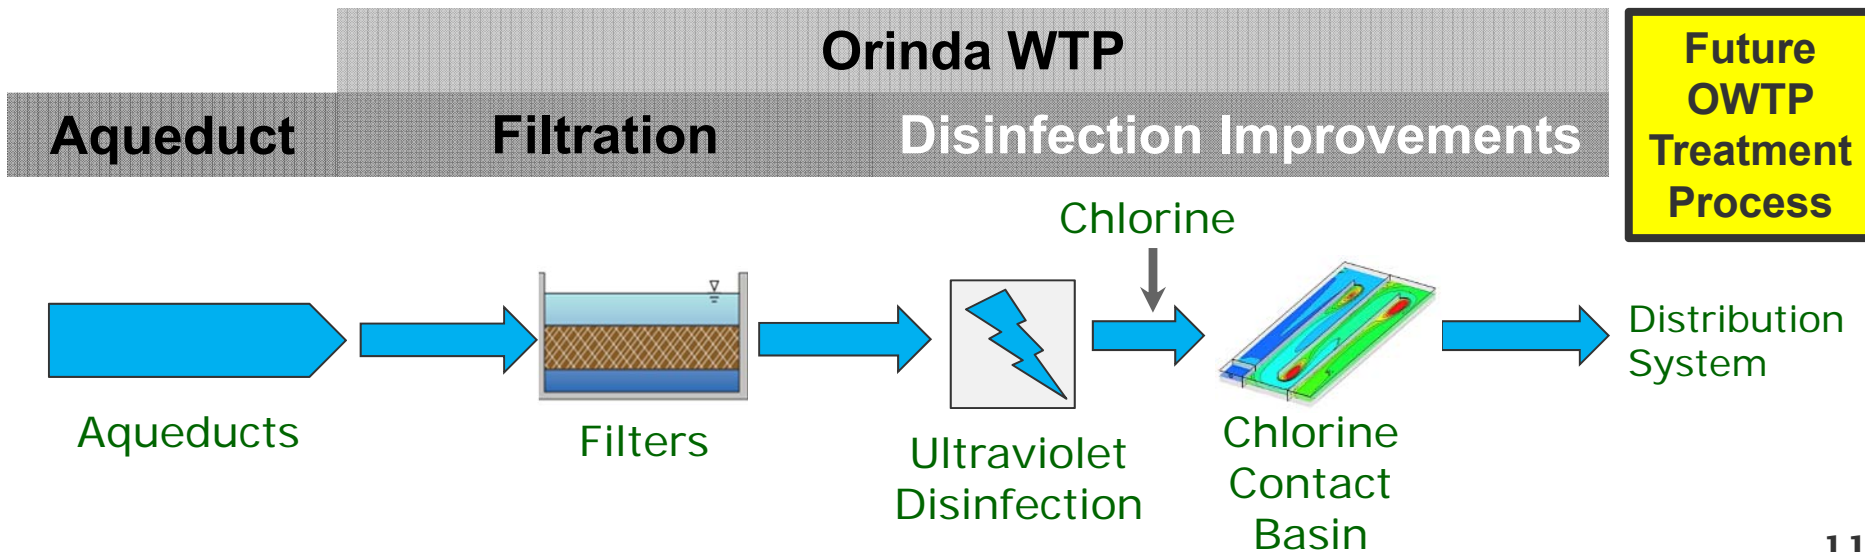 Orinda WTP
Future
OWTP
Treatment
Process
Aqueduct
Filtration
Disinfection Improvements
Chlorine
Distribution
System
Aqueducts
Filters
Ultraviolet
Disinfection
Chlorine
Contact
Basin
11